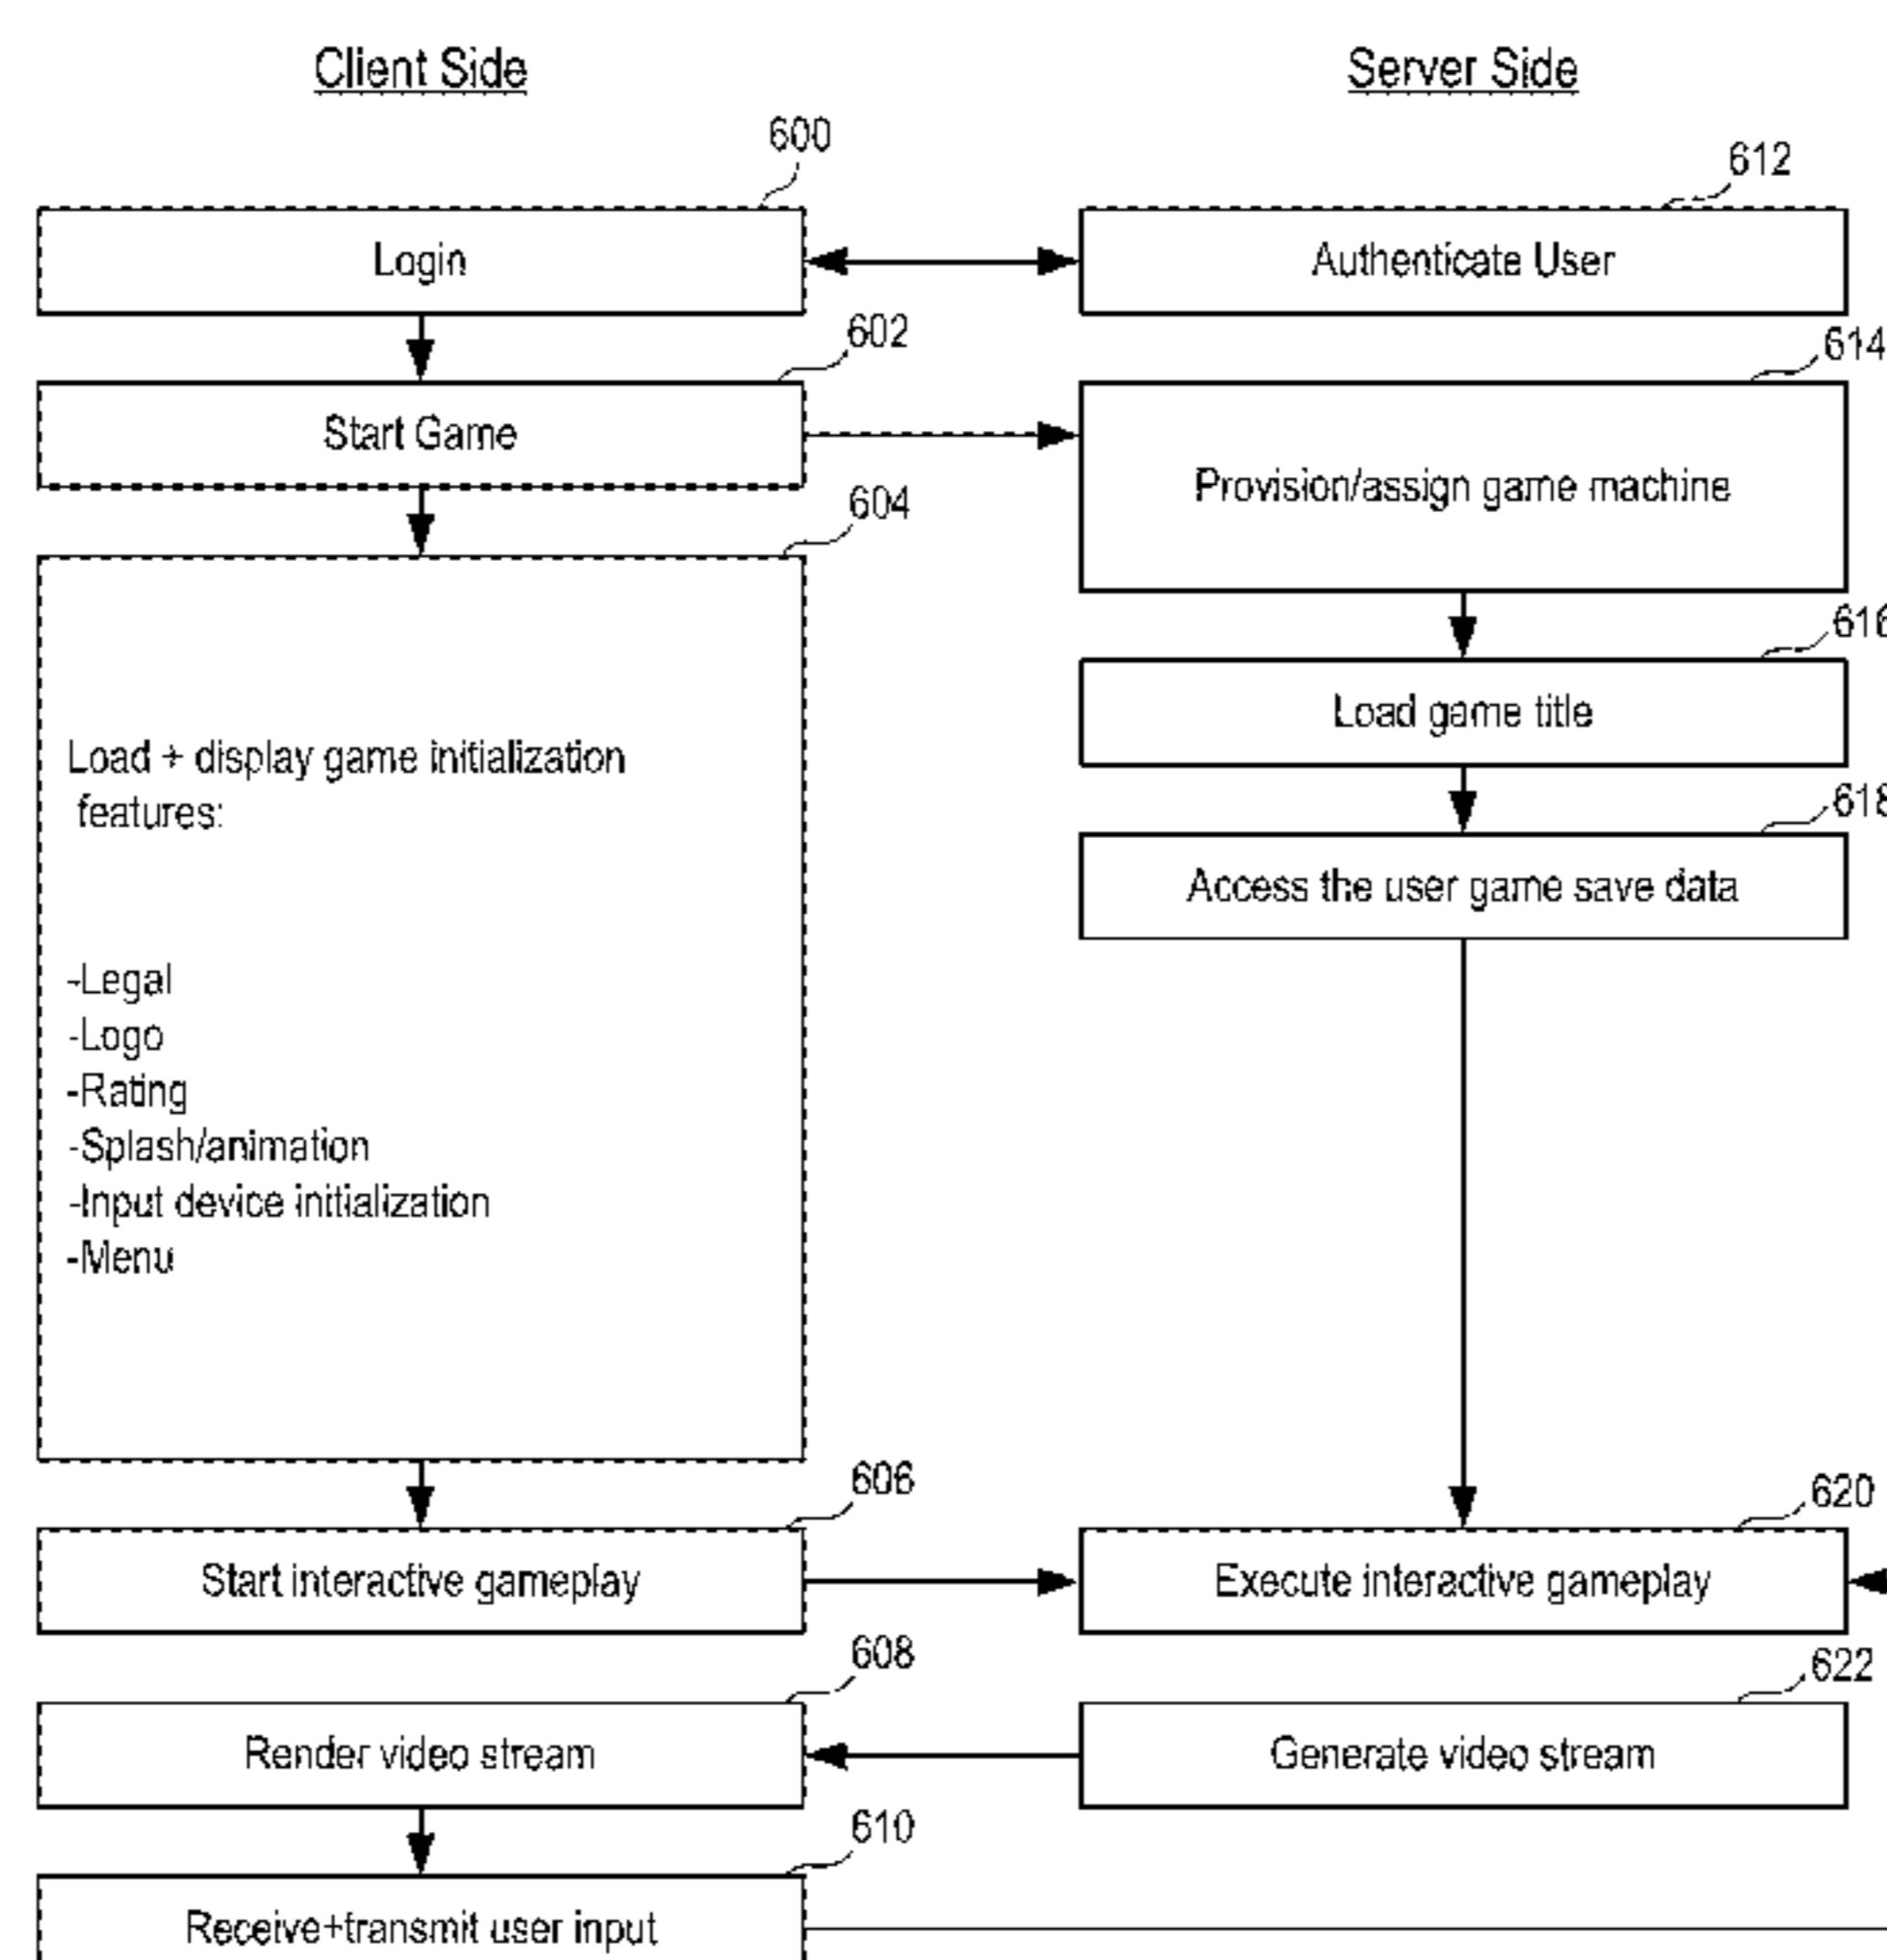 Client Side
Server Side
600
612
Login
Authenticate User
602
614
Start Game
Provision/assign game machine
604
616
Load game title
Load + display game initialization
features:
618
Access the user game save data
-Legal
-Logo
-Rating
-Splash/animation
-Input device initialization
-Menu
606
620
Start interactive gameplay
Execute interactive gameplay
608
622
Render video stream
Generate video stream
610
Receive+transmit user input